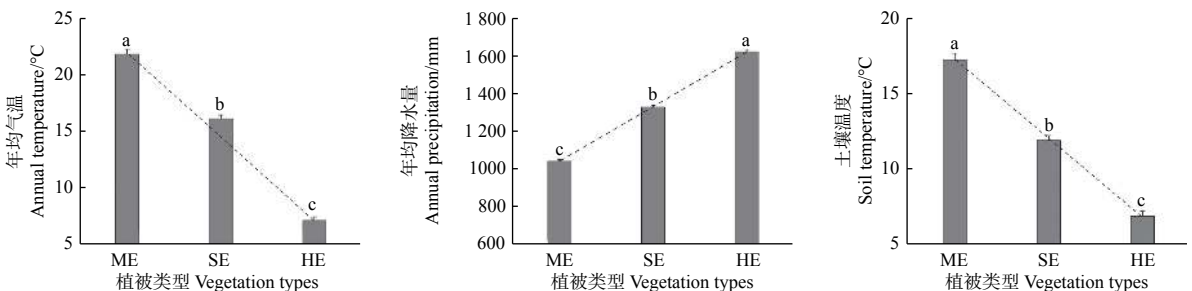 年均气温
Annual temperature/°C
25
20
15
10
5
a
b
c
ME
SE
HE
植被类型 Vegetation types
年均降水量
Annual precipitation/mm
1 800
1 600
1 400
1 200
1 000
800
600
c
b
a
ME
SE
HE
植被类型 Vegetation types
土壤温度
Soil temperature/°C
20
15
10
5
a
b
c
ME
SE
HE
植被类型 Vegetation types